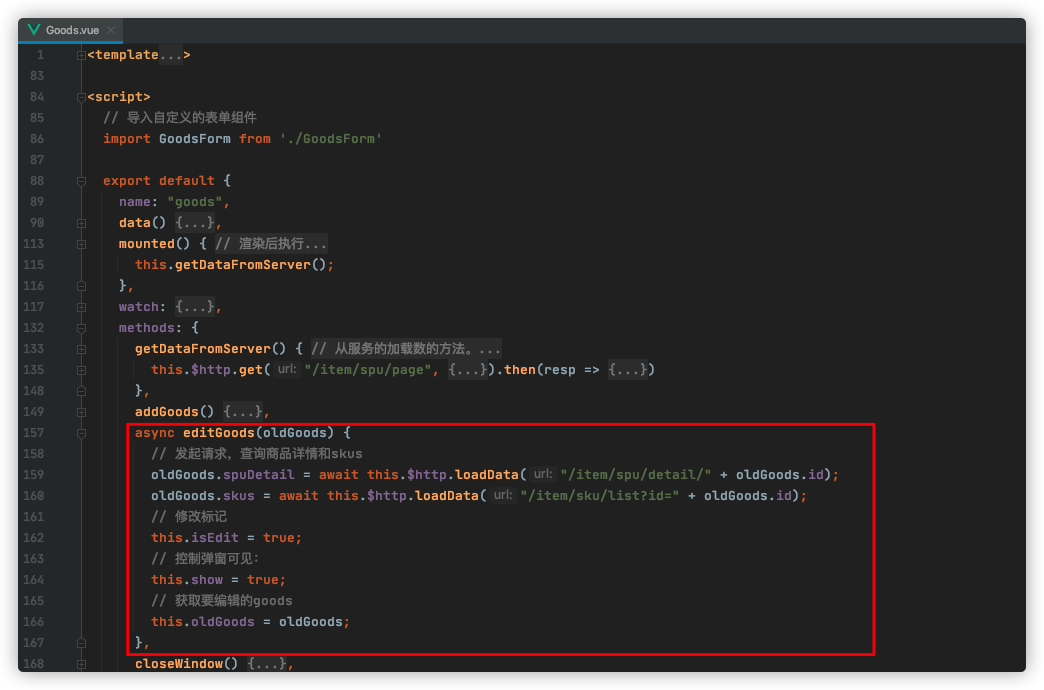 Goods.vue
1 <template...>
83
84 <script>
85 // 导入自定义的表单组件
86 import GoodsForm from './GoodsForm'
87
88 export default {
89 name: "goods",
90 data() {...},
113 mounted() { // 渲染后执行...
115 this.getDataFromServer();
116 },
117 watch: {...},
132 methods: {
133 getDataFromServer() { // 从服务的加载数的方法。...
135 this.$http.get( url: "/item/spu/page", {...}).then(resp => {...})
148 },
149 addGoods() {...},
157 async editGoods(oldGoods) {
158 // 发起请求，查询商品详情和skus
159 oldGoods.spuDetail = await this.$http.loadData( url: "/item/spu/detail/" + oldGoods.id);
160 oldGoods.skus = await this.$http.loadData( url: "/item/sku/list?id=" + oldGoods.id);
161 // 修改标记
162 this.isEdit = true;
163 // 控制弹窗可见：
164 this.show = true;
165 // 获取要编辑的goods
166 this.oldGoods = oldGoods;
167 },
168 closeWindow() {...},